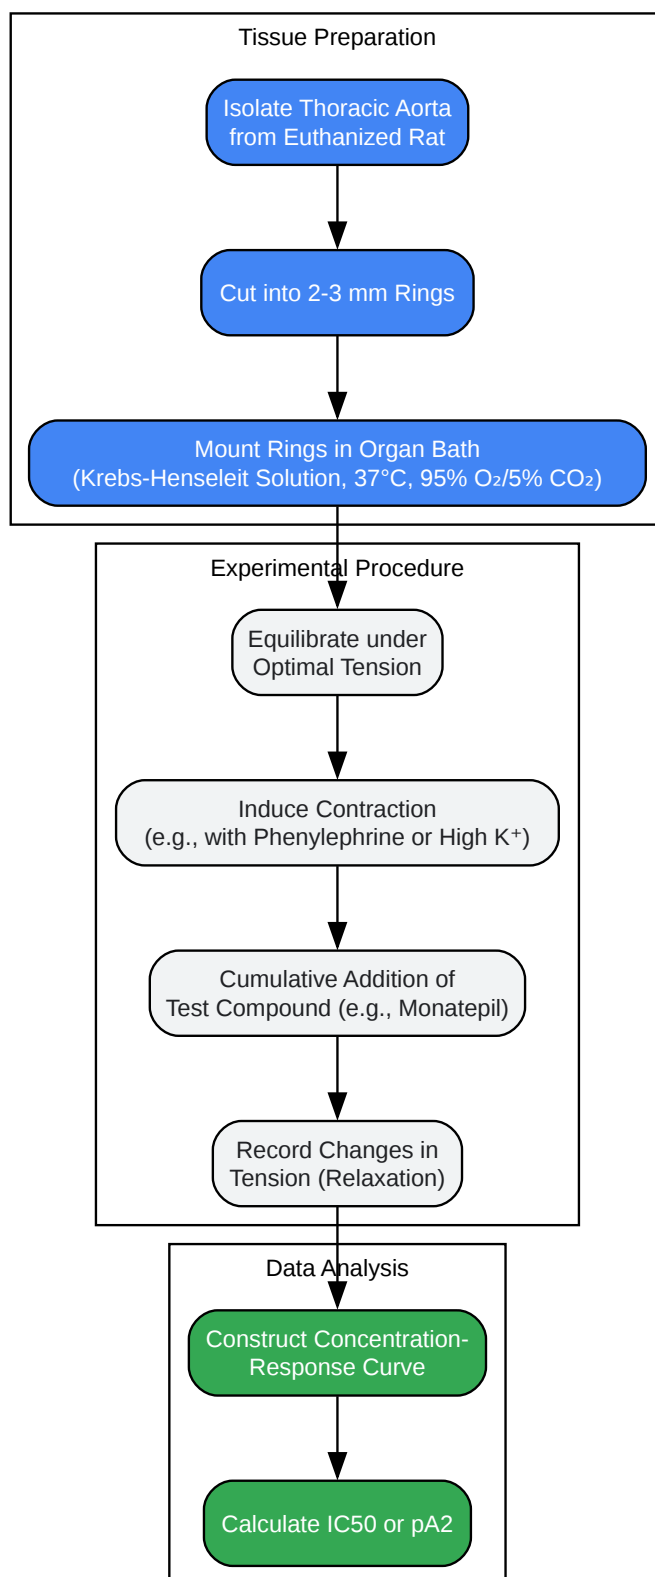 Tissue Preparation
Isolate Thoracic Aorta
from Euthanized Rat
Cut into 2-3 mm Rings
Mount Rings in Organ Bath
(Krebs-Henseleit Solution, 37°C, 95% O₂/5% CO₂)
Experimental Procedure
Equilibrate under
Optimal Tension
Induce Contraction
(e.g., with Phenylephrine or High K⁺)
Cumulative Addition of
Test Compound (e.g., Monatepil)
Record Changes in
Tension (Relaxation)
Data Analysis
Construct Concentration-
Response Curve
Calculate IC50 or pA2